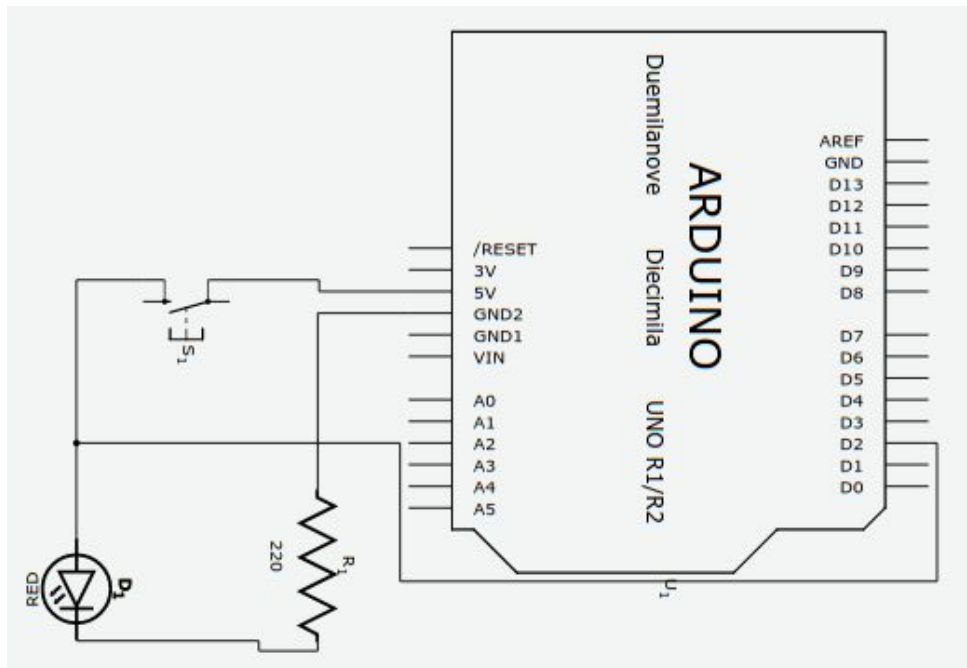 Duemilanove
Diecimila
UNO R1/R2
ARDUINO
/RESET
3V
5V
GND2
GND1
VIN
A0
A1
A2
A3
A4
A5
AREF
GND
D13
D12
D11
D10
D9
D8
D7
D6
D5
D4
D3
D2
D1
D0
S1
R1
220
D1
RED
U1